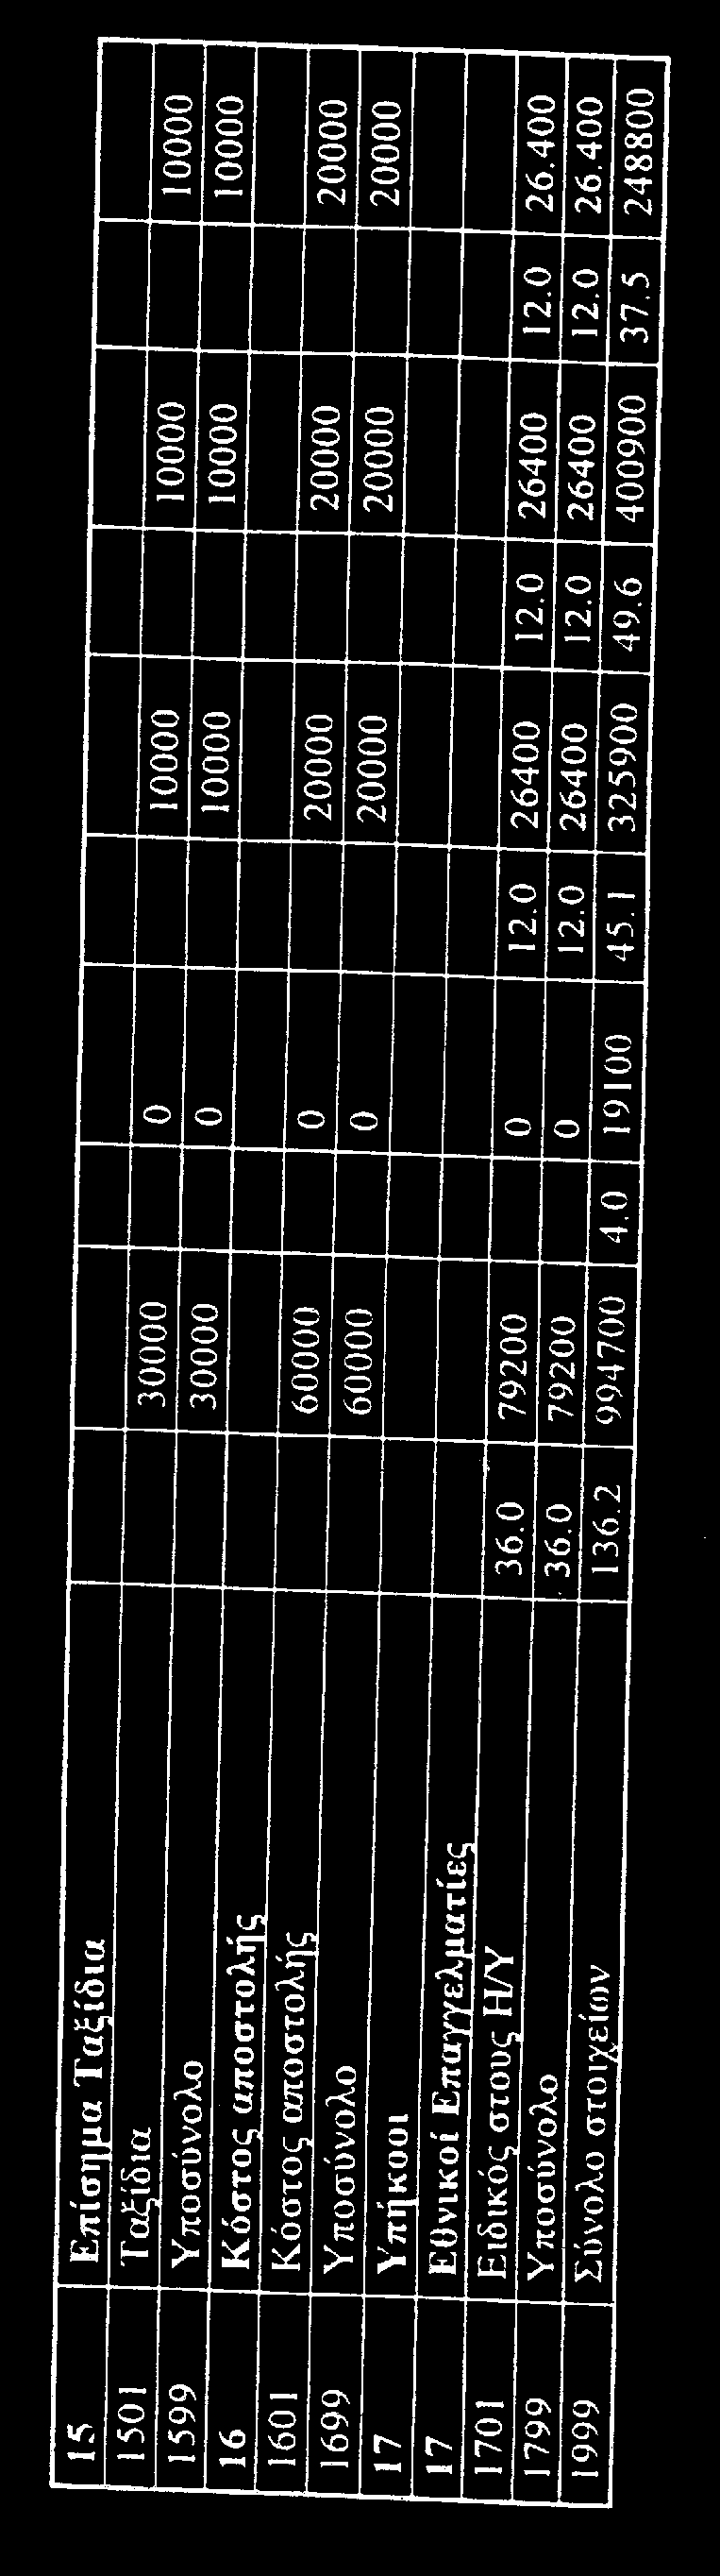 15 Επίσημα Ταξίδια
1501 Ταξίδια 30000 0 10000 10000 10000
1599 Υποσύνολο 30000 0 10000 10000 10000
16 Κόστος αποστολής
1601 Κόστος αποστολής 60000 0 20000 20000 20000
1699 Υποσύνολο 60000 0 20000 20000 20000
17 Υπήκοοι
17 Εθνικοί Επαγγελματίες
1701 Ειδικός στους Η/Υ 36.0 79200 0 12.0 26400 12.0 26400 12.0 26.400
1799 Υποσύνολο 36.0 79200 0 12.0 26400 12.0 26400 12.0 26.400
1999 Σύνολο στοιχείων 136.2 994700 4.0 19100 45.1 325900 49.6 400900 37.5 248800